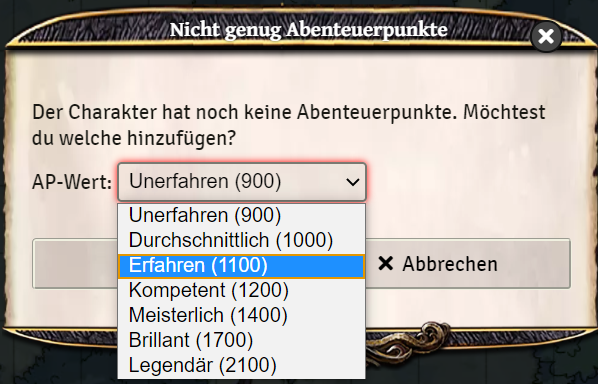 Nicht genug Abenteuerpunkte
Der Charakter hat noch keine Abenteuerpunkte. Möchtest
du welche hinzufügen?
AP-Wert: Unerfahren (900)
Unerfahren (900)
Durchschnittlich (1000)
Erfahren (1100)
Kompetent (1200)
Meisterlich (1400)
Brillant (1700)
Legendär (2100)
Abbrechen